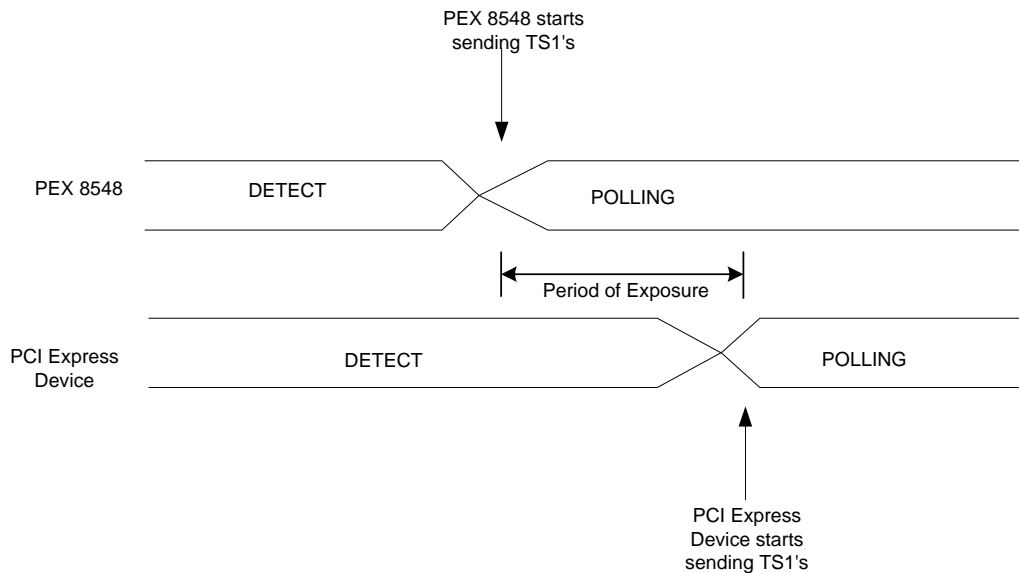 PEX 8548 starts
sending TS1's
PEX 8548
DETECT
POLLING
Period of Exposure
PCI Express
Device
DETECT
POLLING
PCI Express
Device starts
sending TS1's